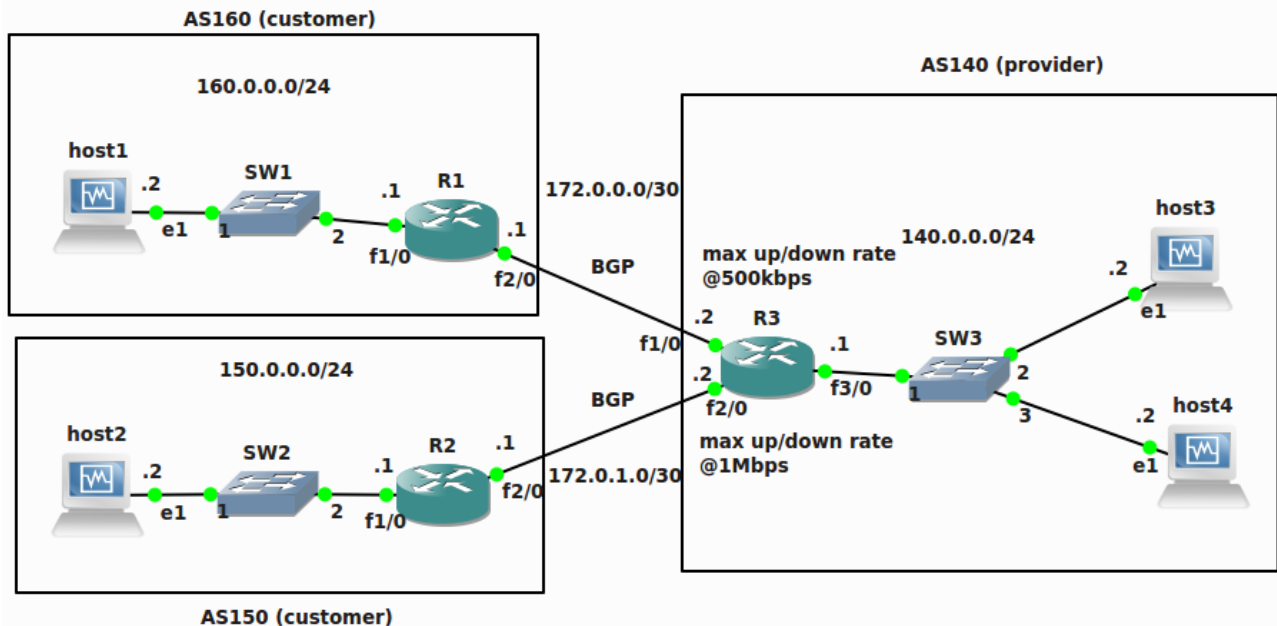 AS160 (customer)
160.0.0.0/24
host1
.2
e1
SW1
1
2
R1
.1
f1/0
.1
f2/0
172.0.0.0/30
BGP
AS140 (provider)
max up/down rate
@500kbps
140.0.0.0/24
host3
.2
e1
.2
f1/0
R3
.2
f2/0
.1
f3/0
SW3
1
2
3
host4
.2
e1
max up/down rate
@1Mbps
BGP
172.0.1.0/30
150.0.0.0/24
host2
.2
e1
SW2
1
2
R2
.1
f1/0
.1
f2/0
AS150 (customer)